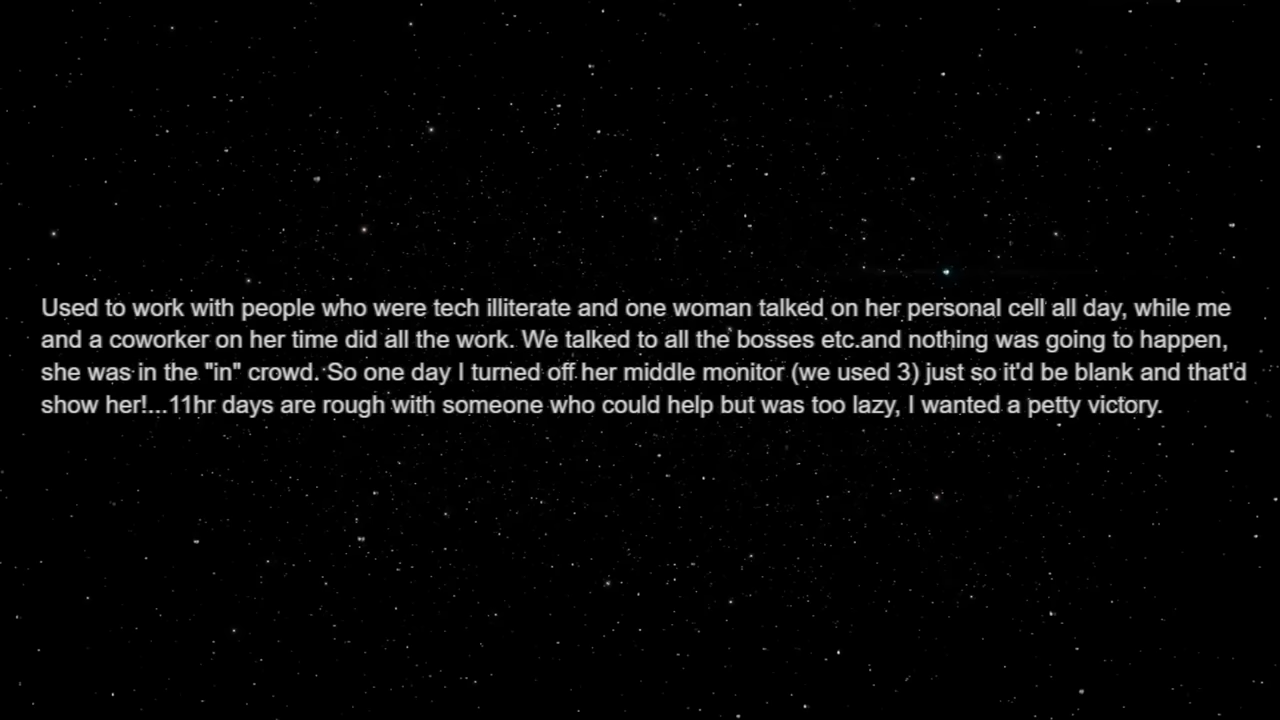 Used to work with people who were tech illiterate and one woman talked on her personal cell all day, while me
and a coworker on her time did all the work. We talked to all the bosses etc.and nothing was going to happen,
she was in the "in" crowd. So one day I turned off her middle monitor (we used 3) just so it'd be blank and that'd
show her!...11hr days are rough with someone who could help but was too lazy, I wanted a petty victory.